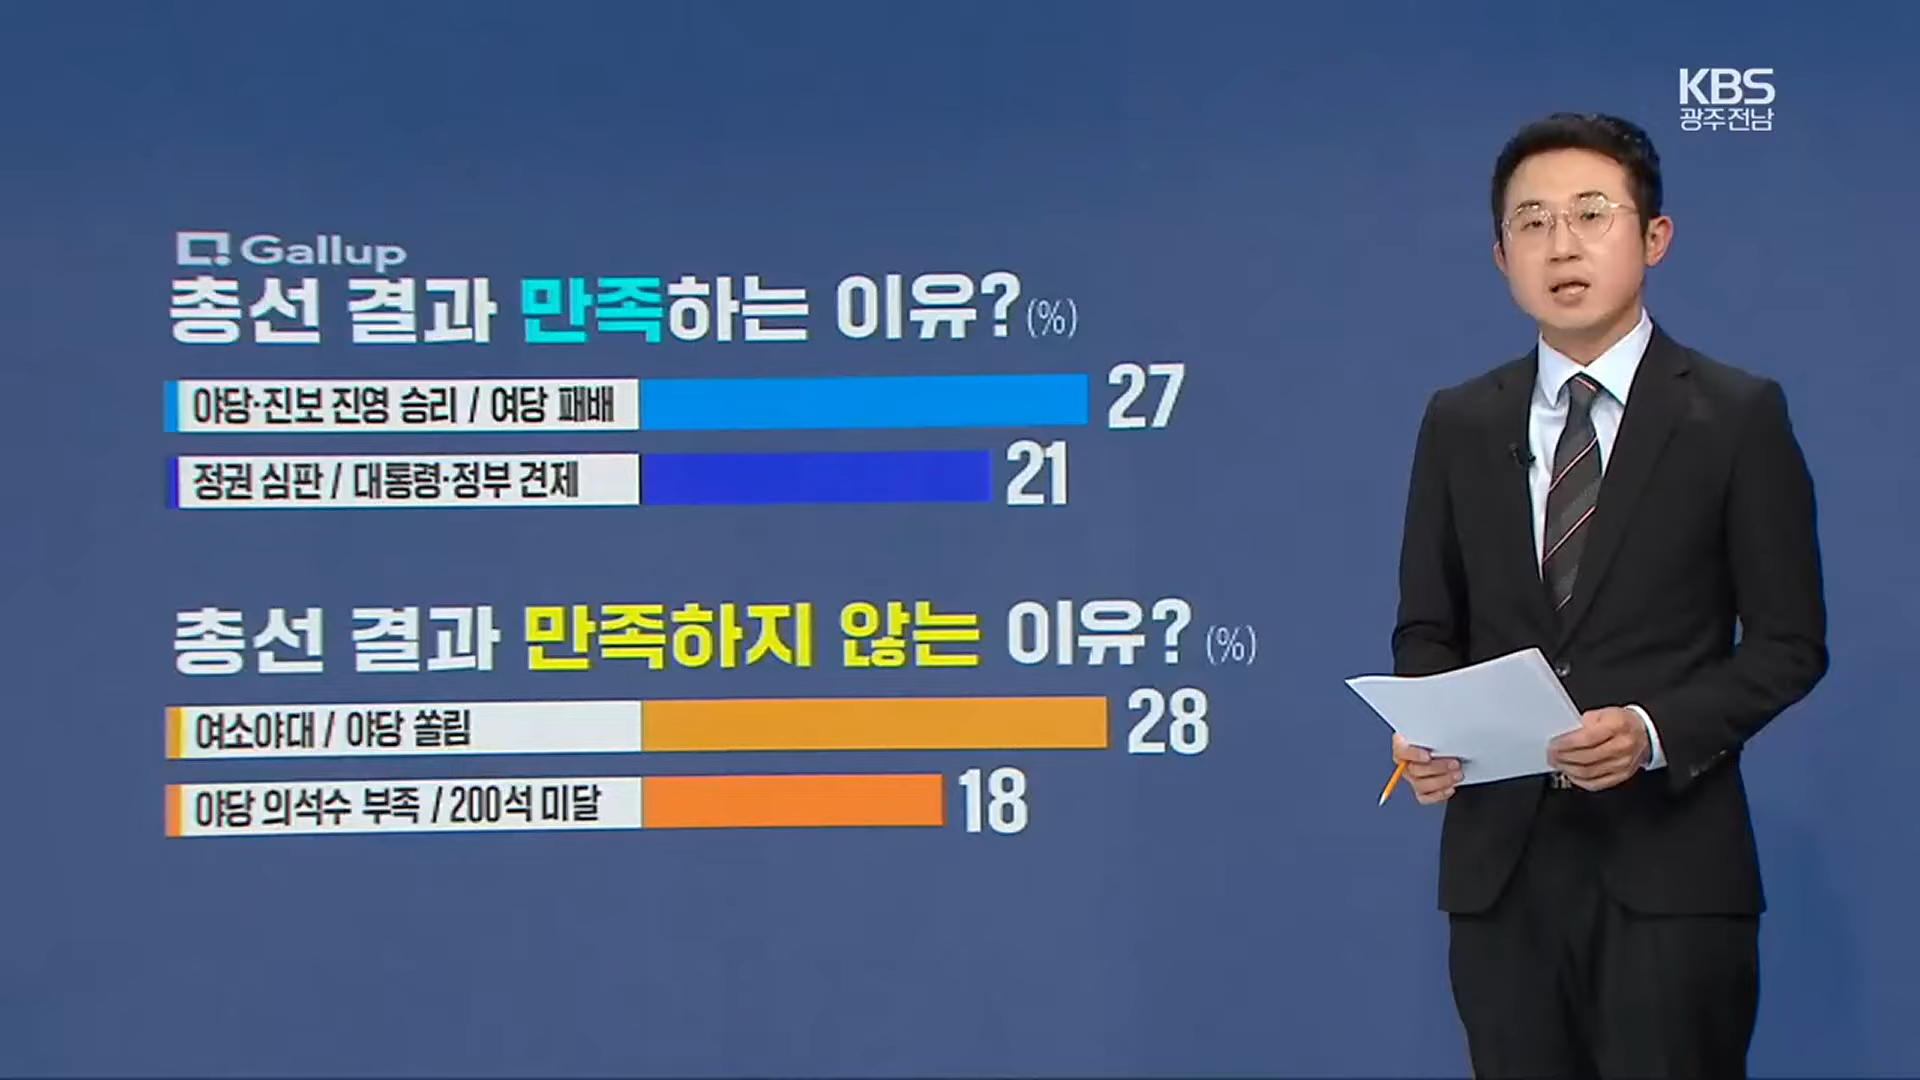 KBS
광주전남
Gallup
총선 결과 만족하는 이유? (%)
야당·진보 진영 승리 / 여당 패배 27
정권 심판 / 대통령·정부 견제 21
총선 결과 만족하지 않는 이유? (%)
여소야대 / 야당 쏠림 28
야당 의석수 부족 / 200석 미달 18